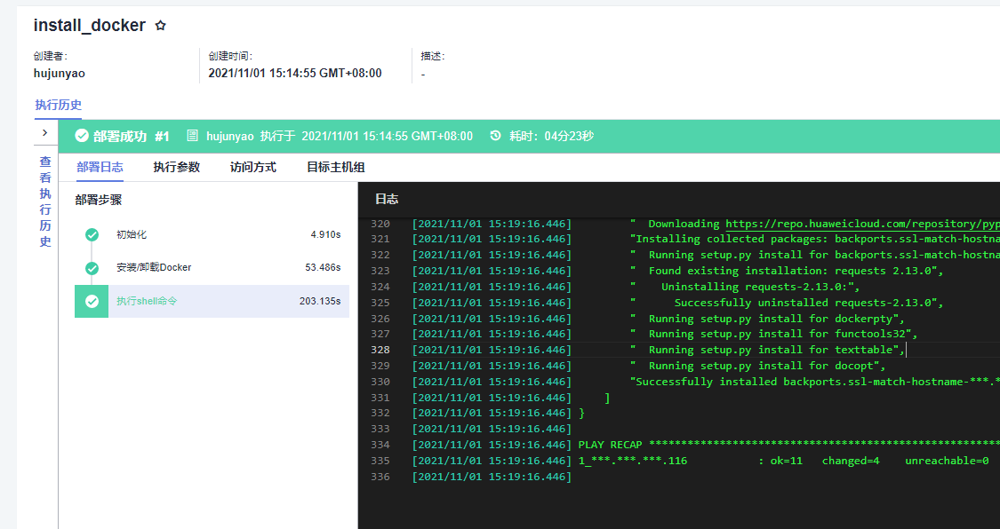 install_docker
创建者:
hujunyao
创建时间:
2021/11/01 15:14:55 GMT+08:00
描述:
-
执行历史
查看执行历史
部署成功 #1 hujunyao 执行于 2021/11/01 15:14:55 GMT+08:00 耗时: 04分23秒
部署日志 执行参数 访问方式 目标主机组
部署步骤
初始化 4.910s
安装/卸载Docker 53.486s
执行shell命令 203.135s
日志
320 [2021/11/01 15:19:16.446] " Downloading https://repo.huaweicloud.com/repository/pyp
321 [2021/11/01 15:19:16.446] "Installing collected packages: backports.ssl-match-hostna
322 [2021/11/01 15:19:16.446] " Running setup.py install for backports.ssl-match-hostna
323 [2021/11/01 15:19:16.446] " Found existing installation: requests 2.13.0",
324 [2021/11/01 15:19:16.446] " Uninstalling requests-2.13.0:",
325 [2021/11/01 15:19:16.446] " Successfully uninstalled requests-2.13.0",
326 [2021/11/01 15:19:16.446] " Running setup.py install for dockerpty",
327 [2021/11/01 15:19:16.446] " Running setup.py install for functools32",
328 [2021/11/01 15:19:16.446] " Running setup.py install for texttable",
329 [2021/11/01 15:19:16.446] " Running setup.py install for docopt",
330 [2021/11/01 15:19:16.446] "Successfully installed backports.ssl-match-hostname-***.*
331 [2021/11/01 15:19:16.446] ]
332 [2021/11/01 15:19:16.446] }
333 [2021/11/01 15:19:16.446]
334 [2021/11/01 15:19:16.446] PLAY RECAP *******************************************************
335 [2021/11/01 15:19:16.446] 1_***.***.***.116 : ok=11 changed=4 unreachable=0
336 [2021/11/01 15:19:16.446]